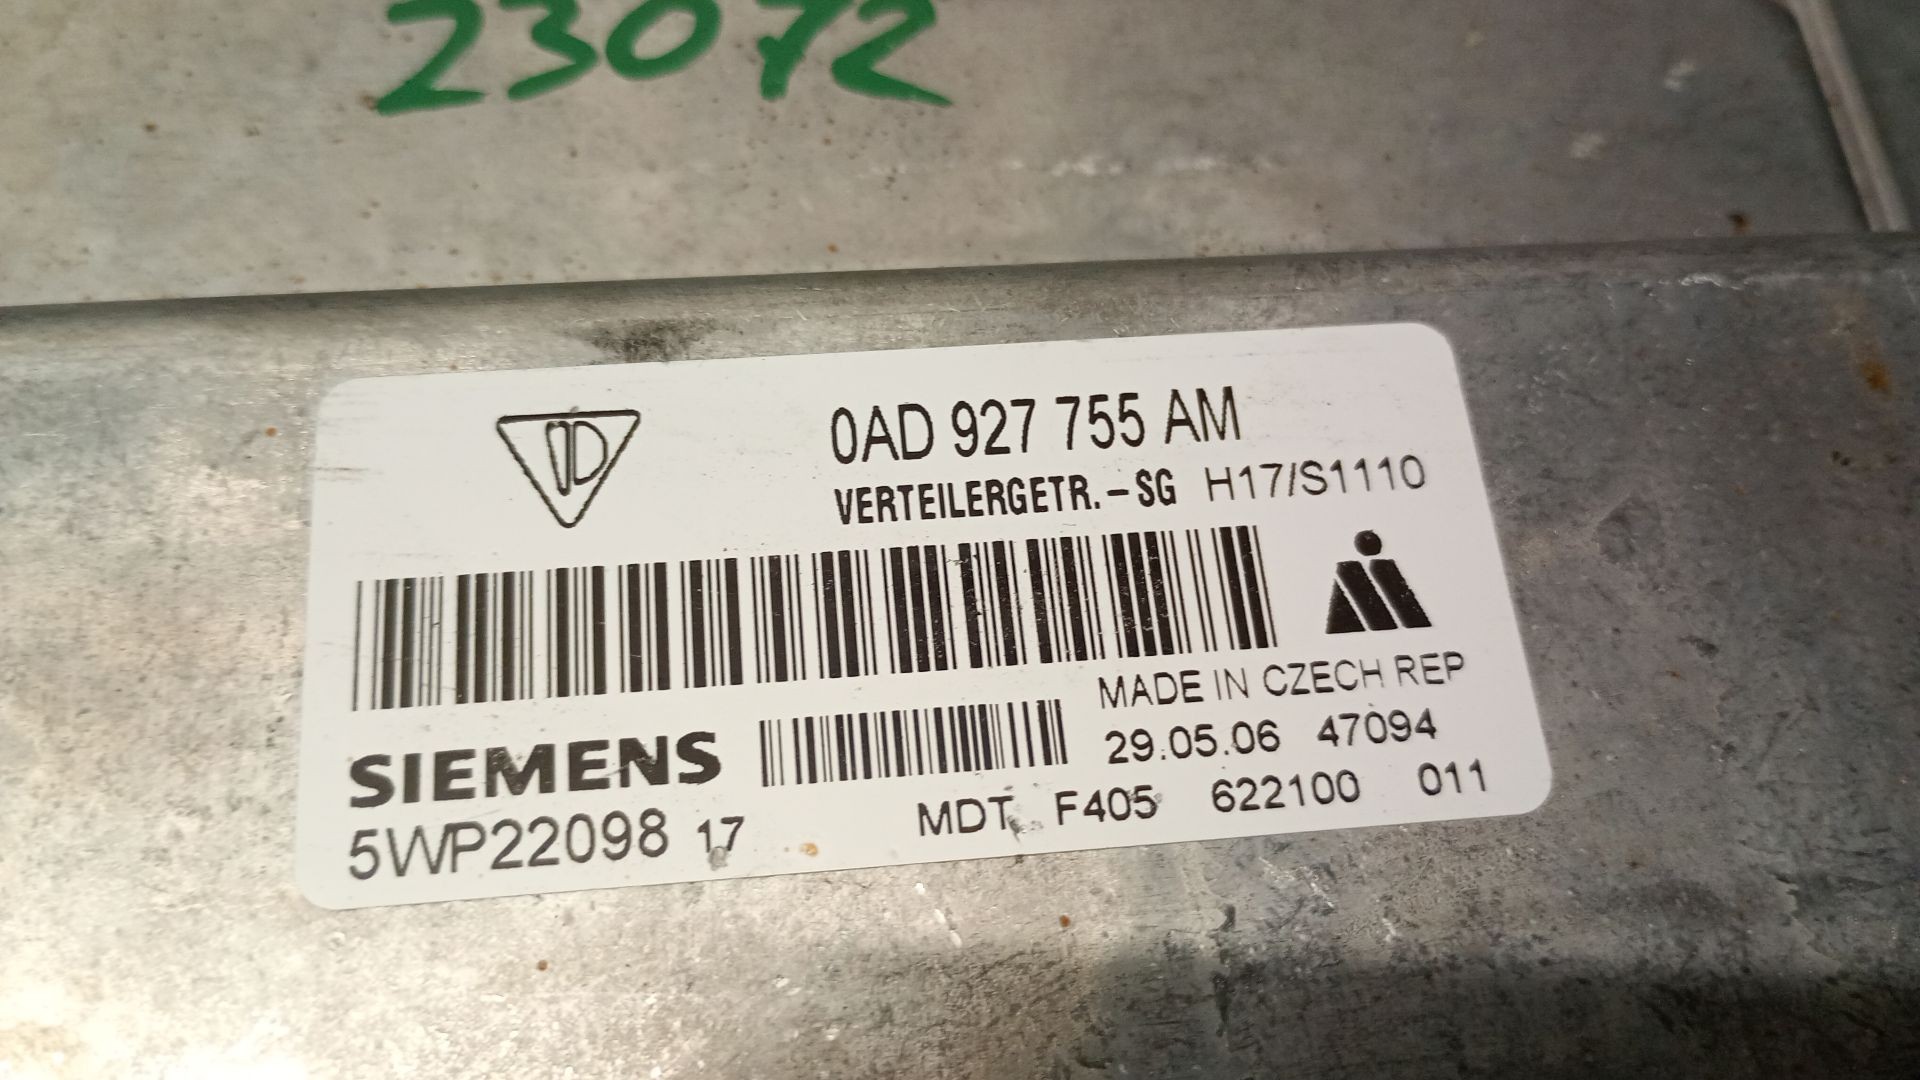 23072
0AD 927 755 AM
VERTEILERGETR.-SG H17/S1110
MADE IN CZECH REP
SIEMENS 29.05.06 47094
5WP22098 17 MDT F405 622100 011